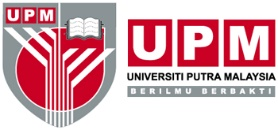 UPM
UPM
UNIVERSITI PUTRA MALAYSIA
BERILMU BERBAKTI